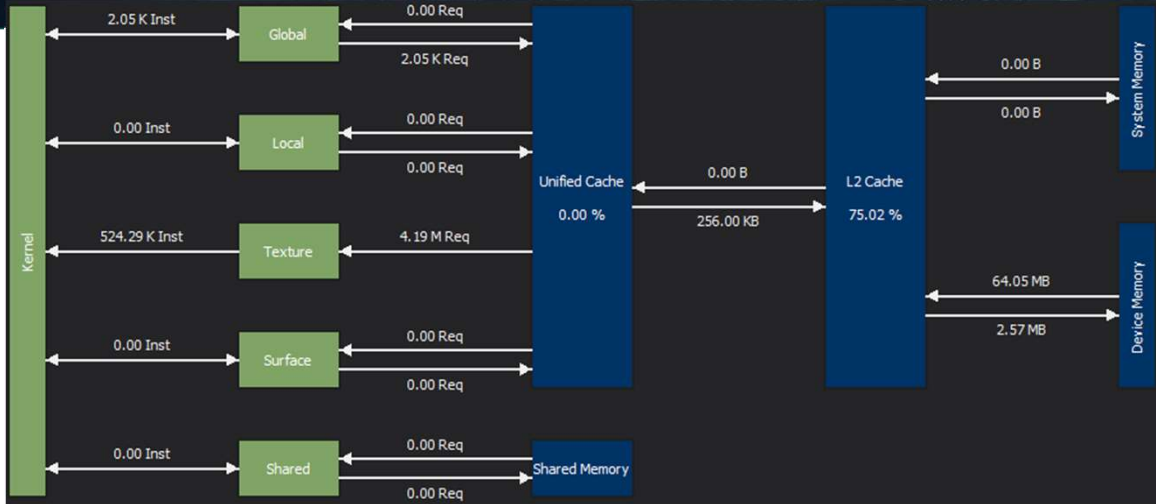 2.05 K Inst
Global
0.00 Req
2.05 K Req
0.00 Inst
Local
0.00 Req
0.00 Req
Unified Cache
0.00 %
0.00 B
256.00 KB
L2 Cache
75.02 %
0.00 B
0.00 B
System Memory
Kernel
524.29 K Inst
Texture
4.19 M Req
64.05 MB
2.57 MB
Device Memory
0.00 Inst
Surface
0.00 Req
0.00 Req
0.00 Inst
Shared
0.00 Req
0.00 Req
Shared Memory